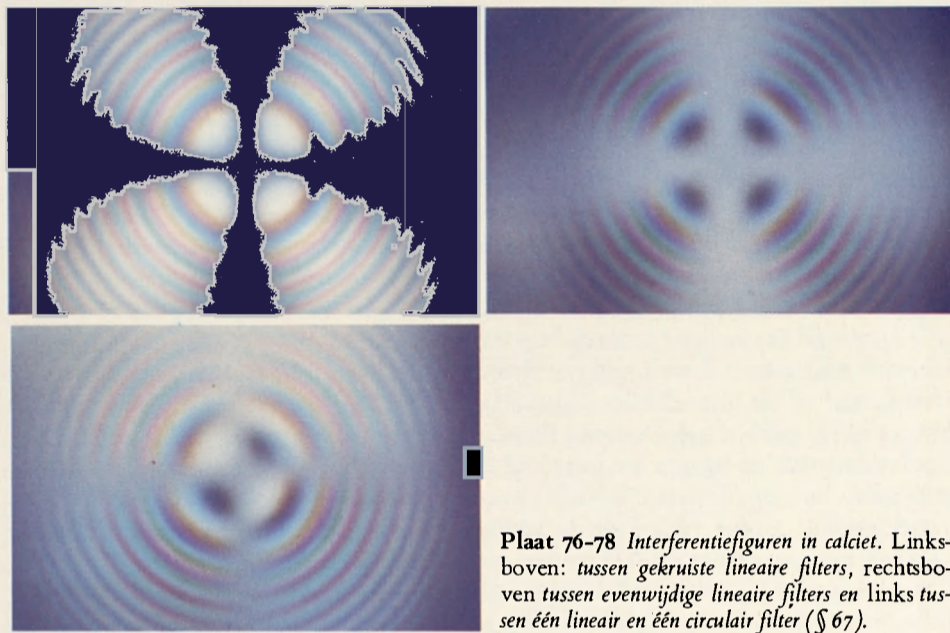 Plaat 76-78 Interferentiefiguren in calciet. Links-
boven: tussen gekruiste lineaire filters, rechtsbo-
ven tussen evenwijdige lineaire filters en links tus-
sen één lineair en één circulair filter (§ 67).